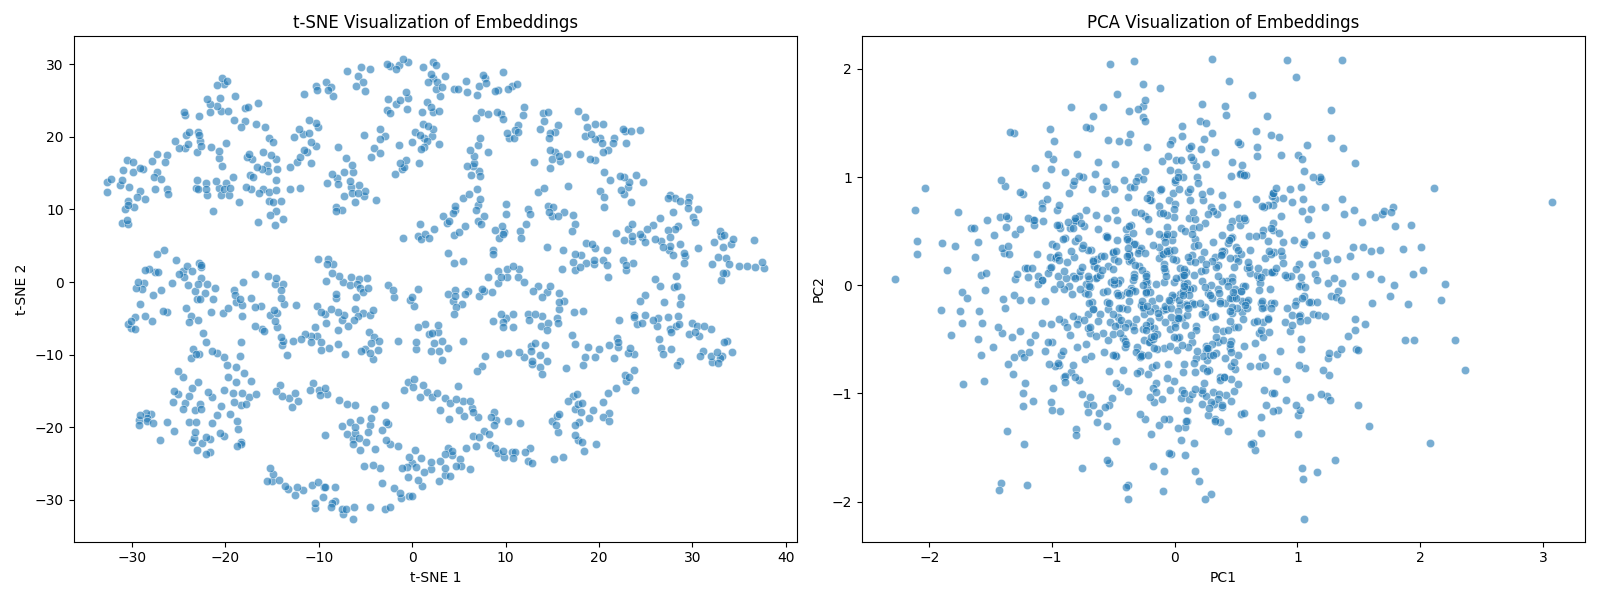 t-SNE Visualization of Embeddings
30
20
10
0
−10
−20
−30
t-SNE 2
−30 −20 −10 0 10 20 30 40
t-SNE 1
PCA Visualization of Embeddings
2
1
0
−1
−2
PC2
−2 −1 0 1 2 3
PC1